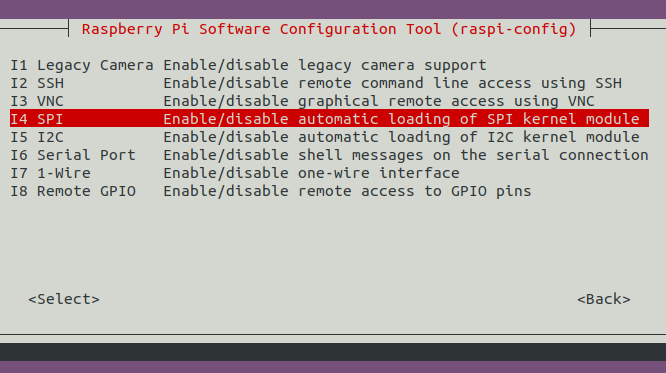 Raspberry Pi Software Configuration Tool (raspi-config)
I1 Legacy Camera Enable/disable legacy camera support
I2 SSH Enable/disable remote command line access using SSH
I3 VNC Enable/disable graphical remote access using VNC
I4 SPI Enable/disable automatic loading of SPI kernel module
I5 I2C Enable/disable automatic loading of I2C kernel module
I6 Serial Port Enable/disable shell messages on the serial connection
I7 1-Wire Enable/disable one-wire interface
I8 Remote GPIO Enable/disable remote access to GPIO pins
<Select> <Back>